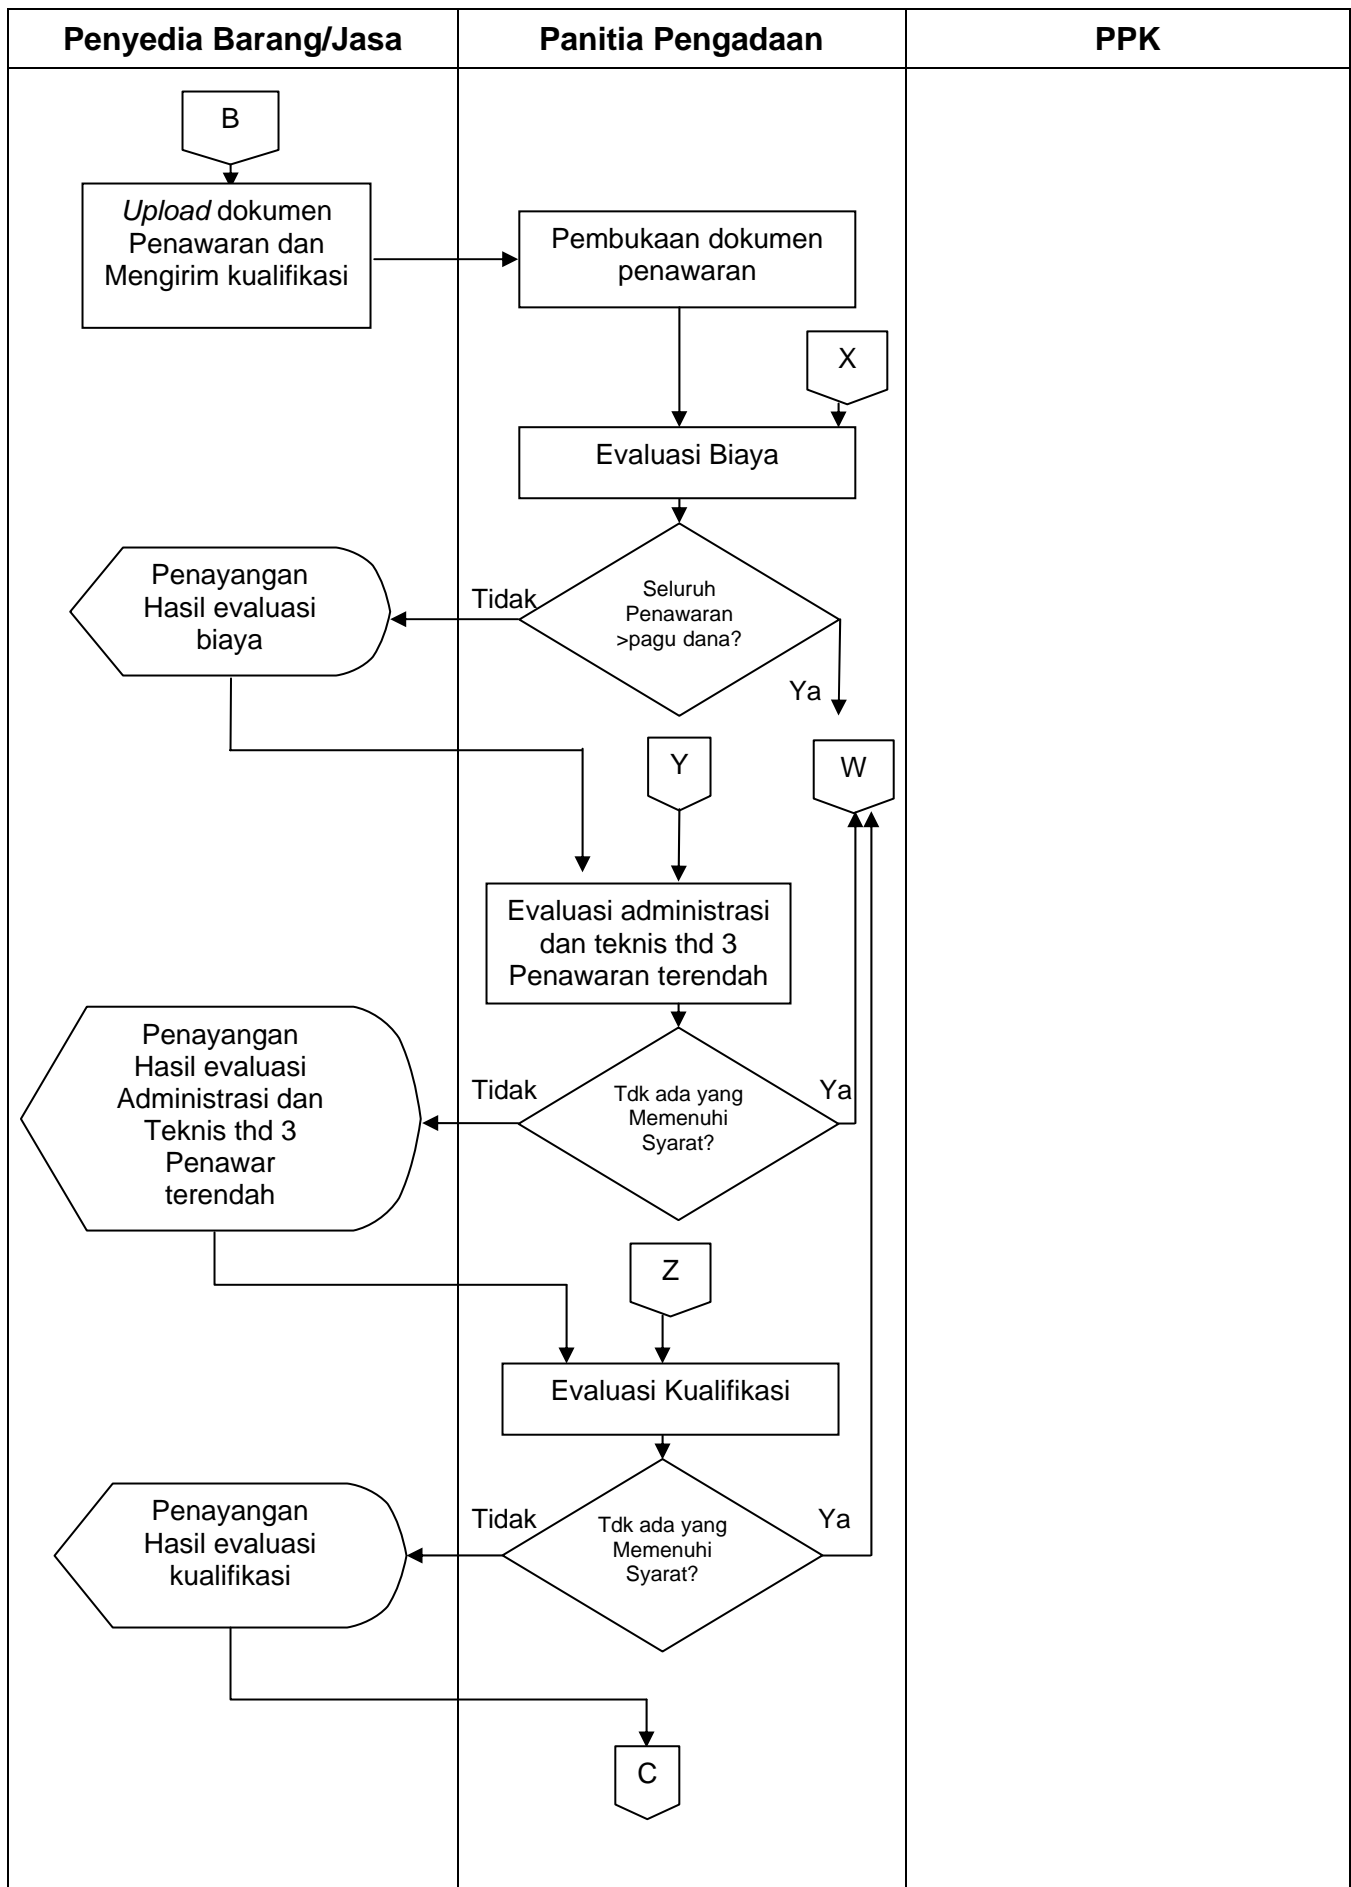 Penyedia Barang/Jasa
Panitia Pengadaan
PPK
B
Upload dokumen
Penawaran dan
Mengirim kualifikasi
Pembukaan dokumen
penawaran
X
Evaluasi Biaya
Seluruh
Penawaran
>pagu dana?
Tidak
Ya
Penayangan
Hasil evaluasi
biaya
Y
W
Evaluasi administrasi
dan teknis thd 3
Penawaran terendah
Tdk ada yang
Memenuhi
Syarat?
Tidak
Ya
Penayangan
Hasil evaluasi
Administrasi dan
Teknis thd 3
Penawar
terendah
Z
Evaluasi Kualifikasi
Tdk ada yang
Memenuhi
Syarat?
Tidak
Ya
Penayangan
Hasil evaluasi
kualifikasi
C